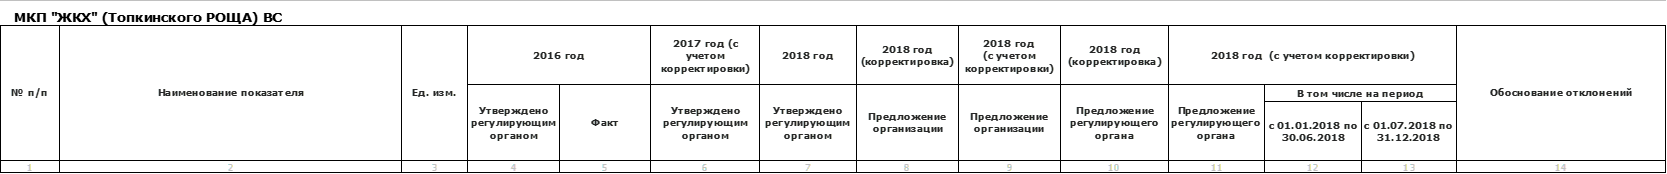 МКП "ЖКХ" (Топкинского РОЩА) ВС
№ п/п
Наименование показателя
Ед. изм.
2016 год
2017 год (с
учетом
корректировки)
2018 год
2018 год
(корректировка)
2018 год
(с учетом
корректировки)
2018 год
(корректировка)
2018 год  (с учетом корректировки)
Обоснование отклонений
Утверждено
регулирующим
органом
Факт
Утверждено
регулирующим
органом
Утверждено
регулирующим
органом
Предложение
организации
Предложение
организации
Предложение
регулирующего
органа
Предложение
регулирующего
органа
В том числе на период
с 01.01.2018 по
30.06.2018
с 01.07.2018 по
31.12.2018
1 2 3 4 5 6 7 8 9 10 11 12 13 14